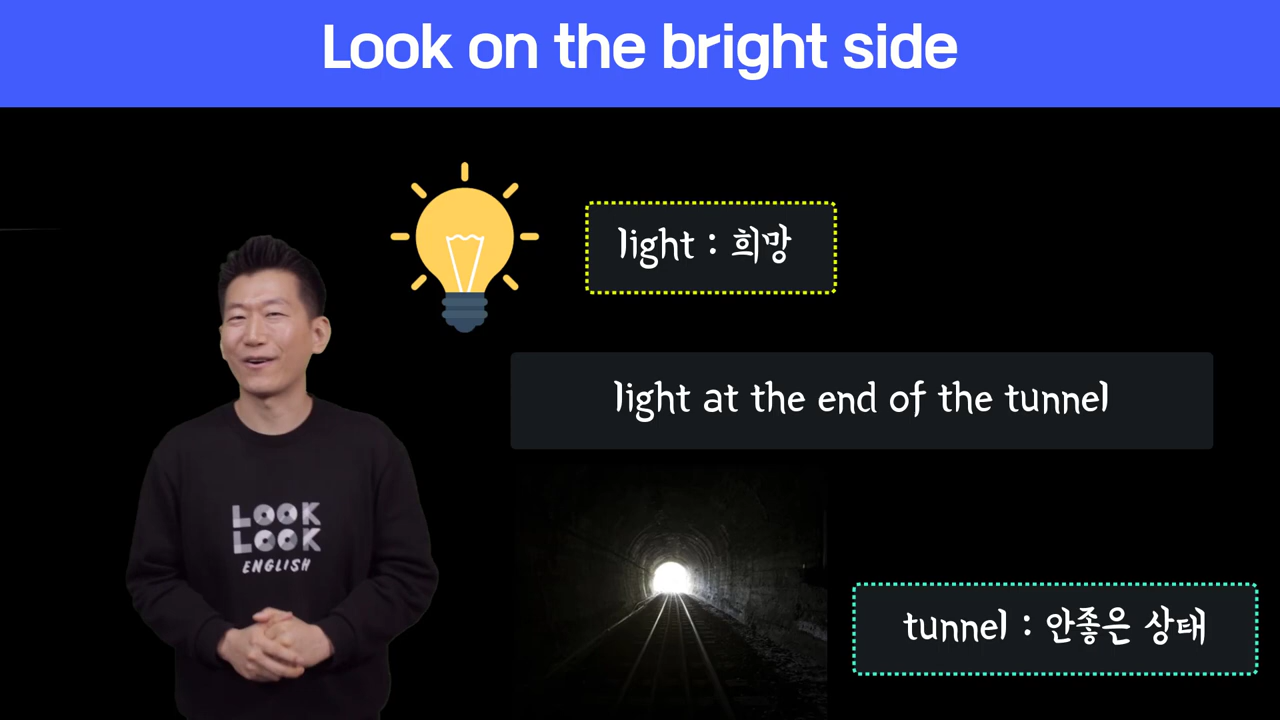 Look on the bright side
light : 희망
light at the end of the tunnel
LOOK
LOOK
ENGLISH
tunnel : 안좋은 상태